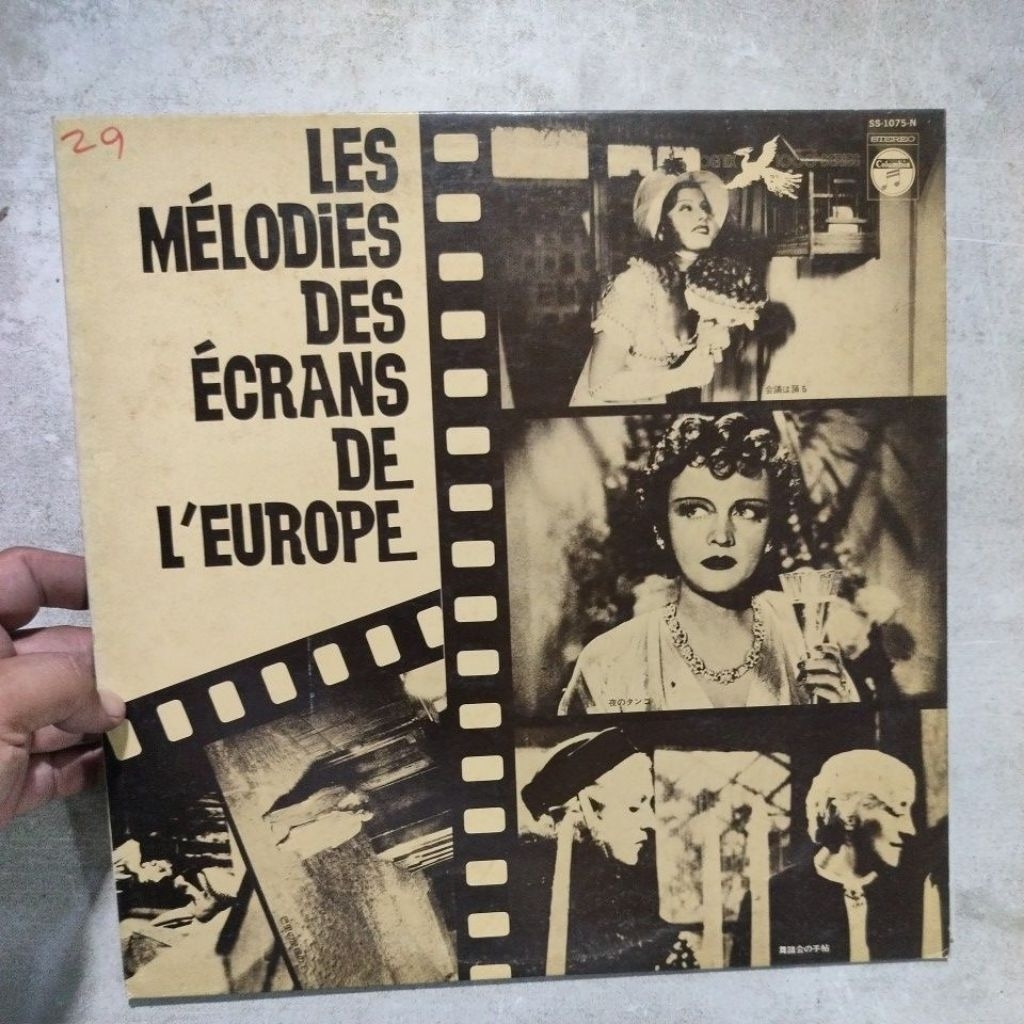 29
LES
MÉLODIES
DES
ÉCRANS
DE
L'EUROPE
SS-1075-N
STEREO
Columbia
会議は踊る
夜のタンゴ
舞踏会の手帖